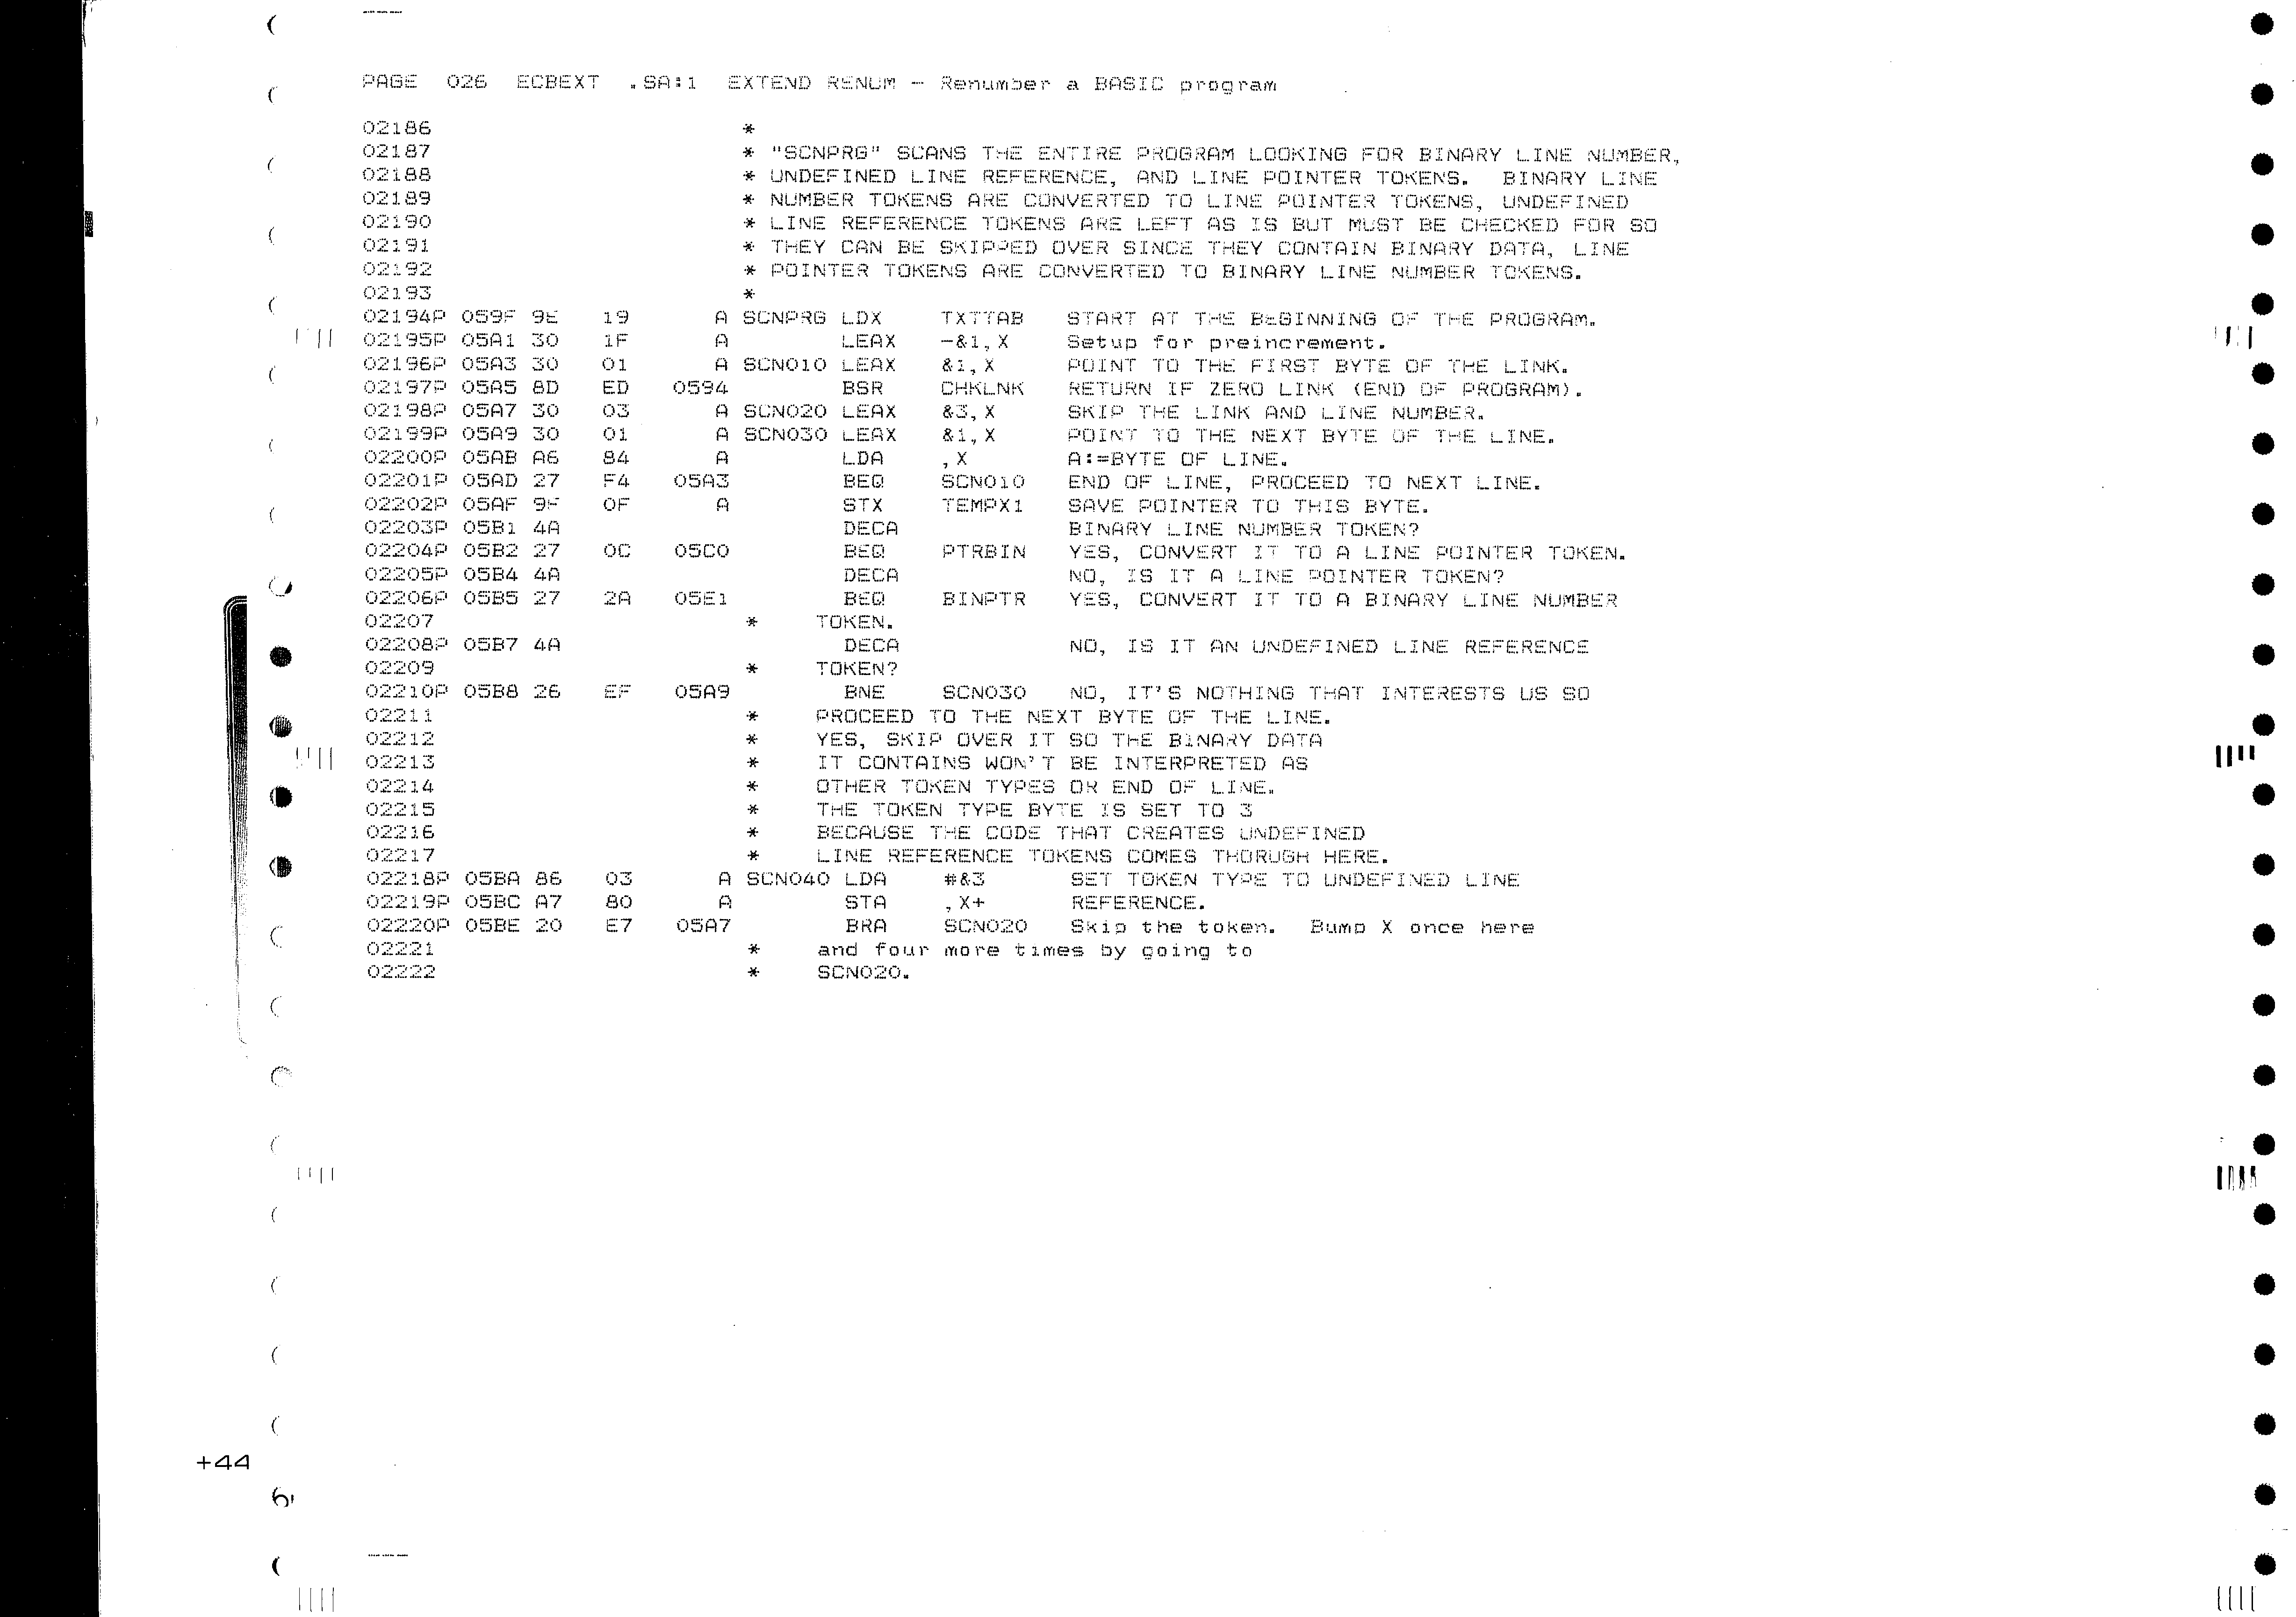 PAGE 026 ECBEXT .SA:1 EXTEND RENUM - Renumber a BASIC program
02186 *
02187 * "SCNPRG" SCANS THE ENTIRE PROGRAM LOOKING FOR BINARY LINE NUMBER,
02188 * UNDEFINED LINE REFERENCE, AND LINE POINTER TOKENS. BINARY LINE
02189 * NUMBER TOKENS ARE CONVERTED TO LINE POINTER TOKENS, UNDEFINED
02190 * LINE REFERENCE TOKENS ARE LEFT AS IS BUT MUST BE CHECKED FOR SO
02191 * THEY CAN BE SKIPPED OVER SINCE THEY CONTAIN BINARY DATA, LINE
02192 * POINTER TOKENS ARE CONVERTED TO BINARY LINE NUMBER TOKENS.
02193 *
02194P 059F 9E 19 A SCNPRG LDX TXTTAB START AT THE BEGINNING OF THE PROGRAM.
02195P 05A1 30 1F A LEAX -&1,X Setup for preincrement.
02196P 05A3 30 01 A SCN010 LEAX &1,X POINT TO THE FIRST BYTE OF THE LINK.
02197P 05A5 8D ED 0594 BSR CHKLNK RETURN IF ZERO LINK (END OF PROGRAM).
02198P 05A7 30 03 A SCN020 LEAX &3,X SKIP THE LINK AND LINE NUMBER.
02199P 05A9 30 01 A SCN030 LEAX &1,X POINT TO THE NEXT BYTE OF THE LINE.
02200P 05AB A6 84 A LDA ,X A:=BYTE OF LINE.
02201P 05AD 27 F4 05A3 BEQ SCN010 END OF LINE, PROCEED TO NEXT LINE.
02202P 05AF 9F 0F A STX TEMPX1 SAVE POINTER TO THIS BYTE.
02203P 05B1 4A DECA BINARY LINE NUMBER TOKEN?
02204P 05B2 27 0C 05C0 BEQ PTRBIN YES, CONVERT IT TO A LINE POINTER TOKEN.
02205P 05B4 4A DECA NO, IS IT A LINE POINTER TOKEN?
02206P 05B5 27 2A 05E1 BEQ BINPTR YES, CONVERT IT TO A BINARY LINE NUMBER
02207 * TOKEN.
02208P 05B7 4A DECA NO, IS IT AN UNDEFINED LINE REFERENCE
02209 * TOKEN?
02210P 05B8 26 EF 05A9 BNE SCN030 NO, IT'S NOTHING THAT INTERESTS US SO
02211 * PROCEED TO THE NEXT BYTE OF THE LINE.
02212 * YES, SKIP OVER IT SO THE BINARY DATA
02213 * IT CONTAINS WON'T BE INTERPRETED AS
02214 * OTHER TOKEN TYPES OR END OF LINE.
02215 * THE TOKEN TYPE BYTE IS SET TO 3
02216 * BECAUSE THE CODE THAT CREATES UNDEFINED
02217 * LINE REFERENCE TOKENS COMES THORUGH HERE.
02218P 05BA 86 03 A SCN040 LDA #&3 SET TOKEN TYPE TO UNDEFINED LINE
02219P 05BC A7 80 A STA ,X+ REFERENCE.
02220P 05BE 20 E7 05A7 BRA SCN020 Skip the token. Bump X once here
02221 * and four more times by going to
02222 * SCN020.
+44